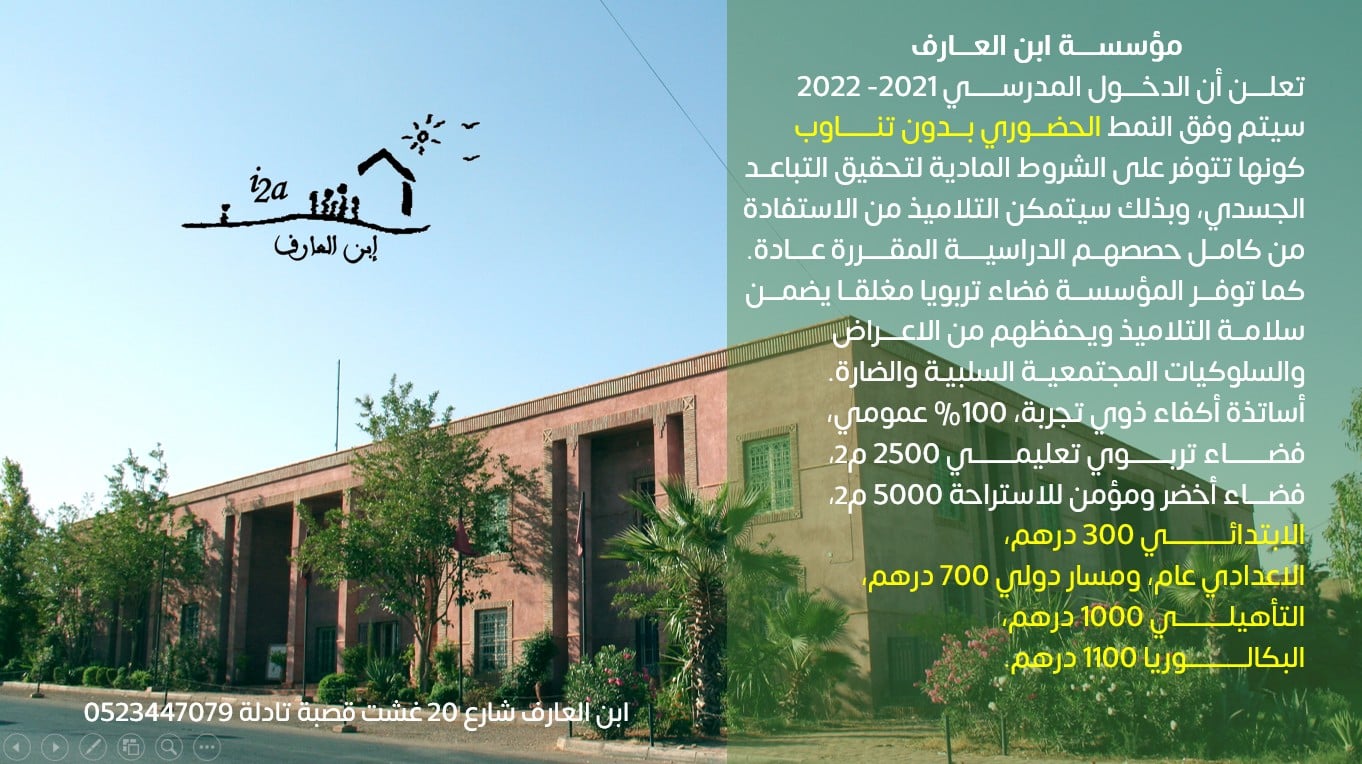 مؤسسة ابن العارف
تعلن أن الدخول المدرسي 2021- 2022
سيتم وفق النمط الحضوري بدون تناوب
كونها تتوفر على الشروط المادية لتحقيق التباعد
الجسدي، وبذلك سيتمكن التلاميذ من الاستفادة
من كامل حصصهم الدراسية المقررة عادة.
كما توفر المؤسسة فضاء تربويا مغلقا يضمن
سلامة التلاميذ ويحفظهم من الاعراض
والسلوكيات المجتمعية السلبية والضارة.
أساتذة أكفاء ذوي تجربة، 100% عمومي،
فضاء تربوي تعليمي 2500 م2،
فضاء أخضر ومؤمن للاستراحة 5000 م2،
الابتدائي 300 درهم،
الاعدادي عام، ومسار دولي 700 درهم،
التأهيلي 1000 درهم،
البكالوريا 1100 درهم.
i2a
إبن العارف
ابن العارف شارع 20 غشت قصبة تادلة 0523447079